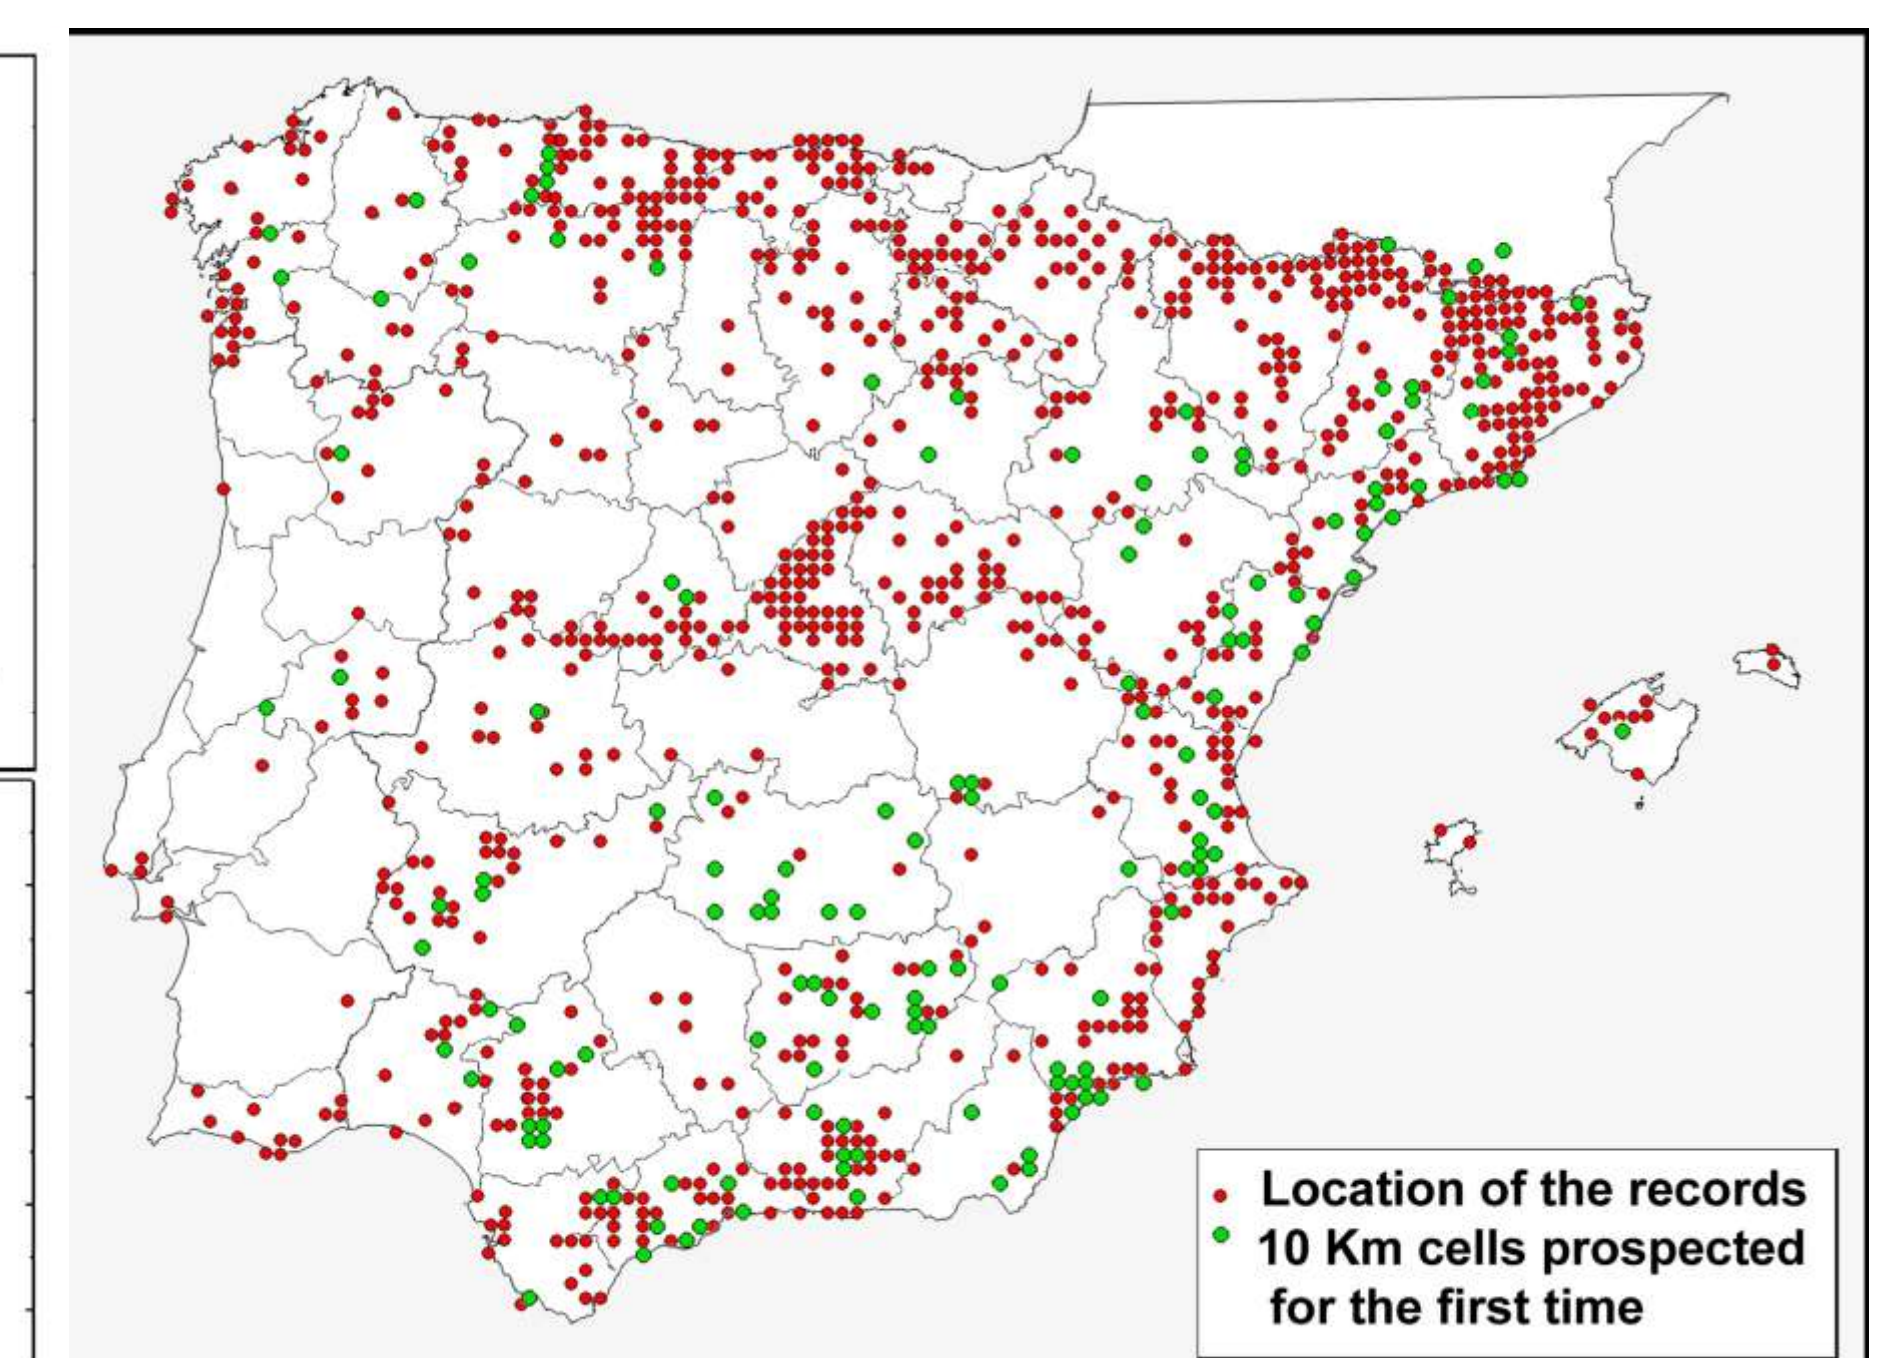 Location of the records
10 Km cells prospected
for the first time